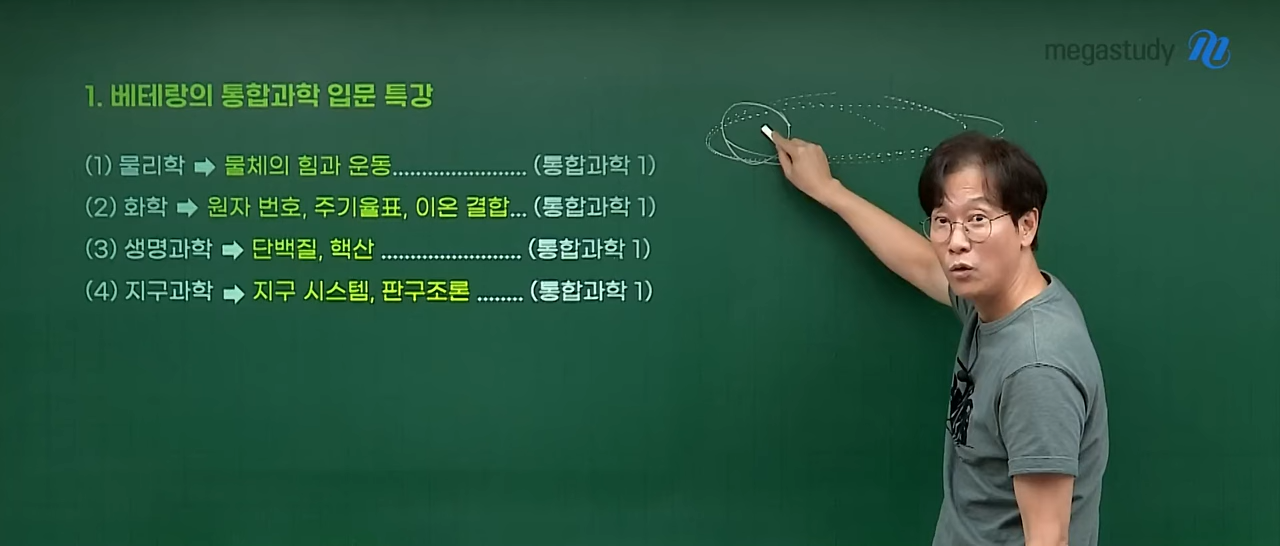 megastudy
1. 베테랑의 통합과학 입문 특강
(1) 물리학 ➡ 물체의 힘과 운동...................... (통합과학 1)
(2) 화학 ➡ 원자 번호, 주기율표, 이온 결합... (통합과학 1)
(3) 생명과학 ➡ 단백질, 핵산 ....................... (통합과학 1)
(4) 지구과학 ➡ 지구 시스템, 판구조론 ........ (통합과학 1)